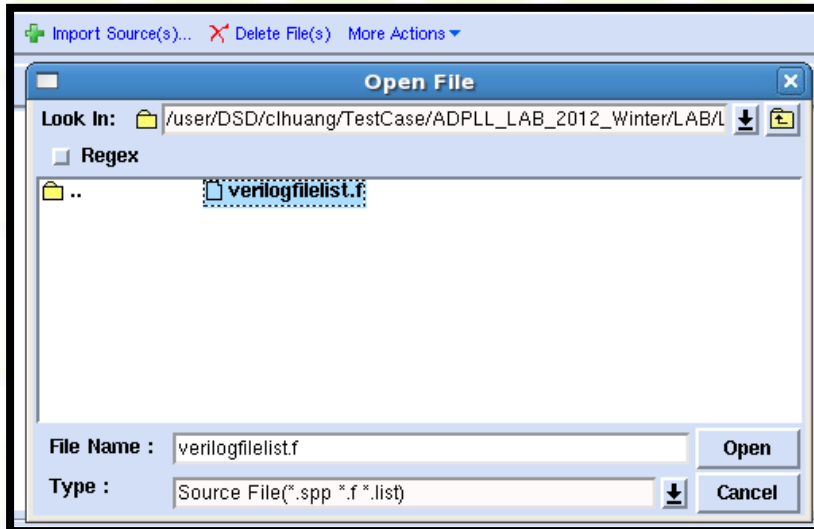 Import Source(s)... Delete File(s) More Actions
Open File
Look In: /user/DSD/clhuang/TestCase/ADPLL_LAB_2012_Winter/LAB/L
Regex
.. verilogfilelist.f
File Name : verilogfilelist.f Open
Type : Source File(*.spp *.f *.list) Cancel